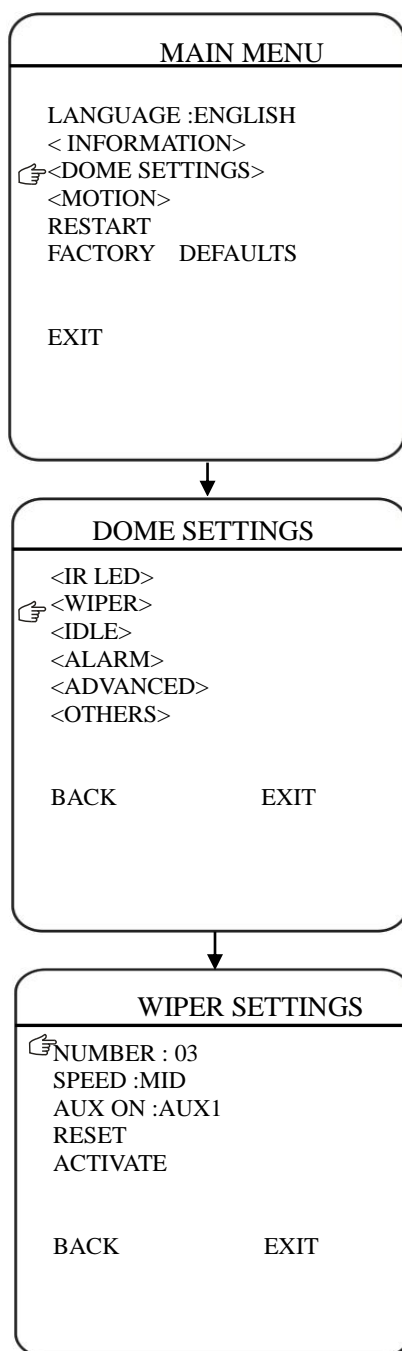 MAIN MENU
LANGUAGE :ENGLISH
< INFORMATION>
<DOME SETTINGS>
<MOTION>
RESTART
FACTORY DEFAULTS
EXIT
DOME SETTINGS
<IR LED>
<WIPER>
<IDLE>
<ALARM>
<ADVANCED>
<OTHERS>
BACK EXIT
WIPER SETTINGS
NUMBER : 03
SPEED :MID
AUX ON :AUX1
RESET
ACTIVATE
BACK EXIT